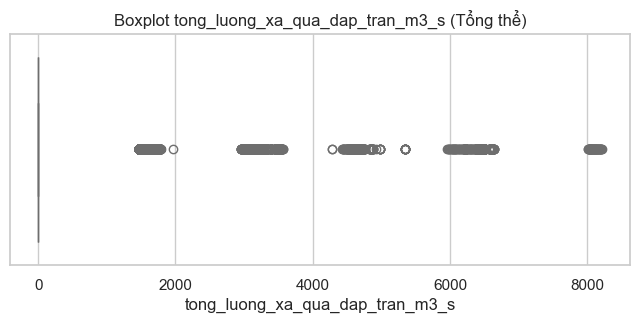 Boxplot tong_luong_xa_qua_dap_tran_m3_s (Tổng thể)
0 2000 4000 6000 8000
tong_luong_xa_qua_dap_tran_m3_s